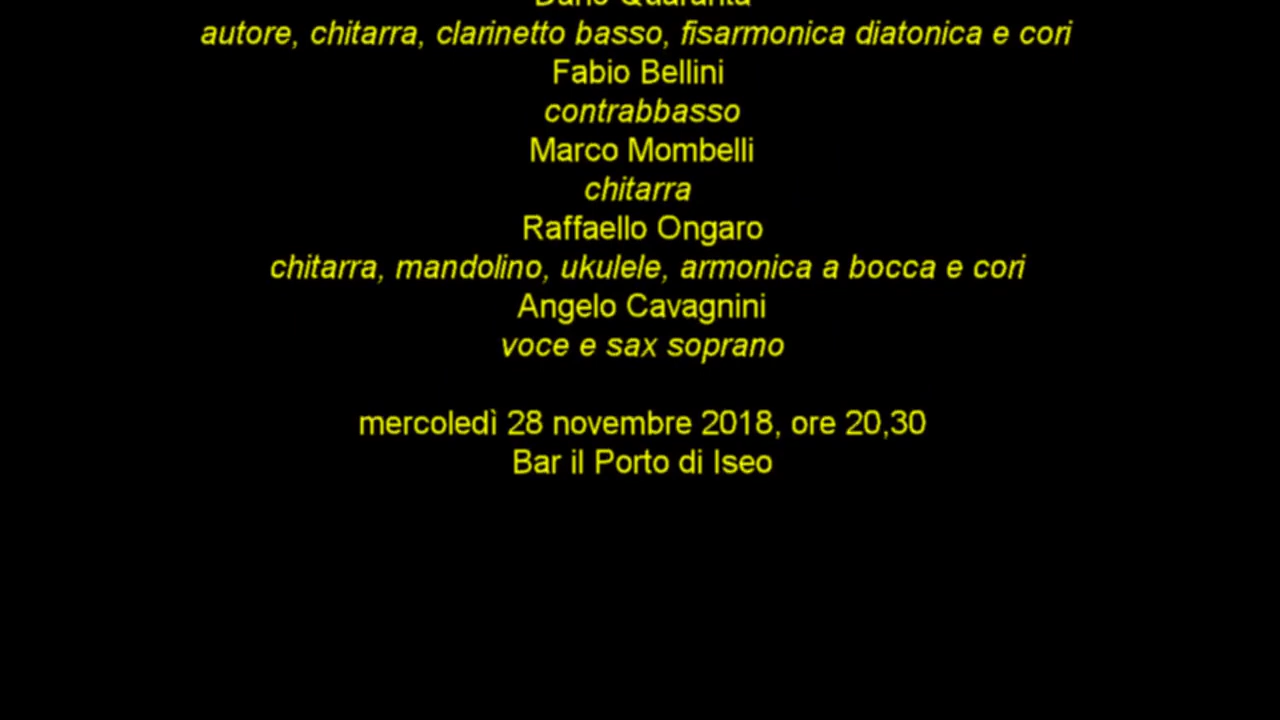 Dario Quaranta
autore, chitarra, clarinetto basso, fisarmonica diatonica e cori
Fabio Bellini
contrabbasso
Marco Mombelli
chitarra
Raffaello Ongaro
chitarra, mandolino, ukulele, armonica a bocca e cori
Angelo Cavagnini
voce e sax soprano
mercoledì 28 novembre 2018, ore 20,30
Bar il Porto di Iseo